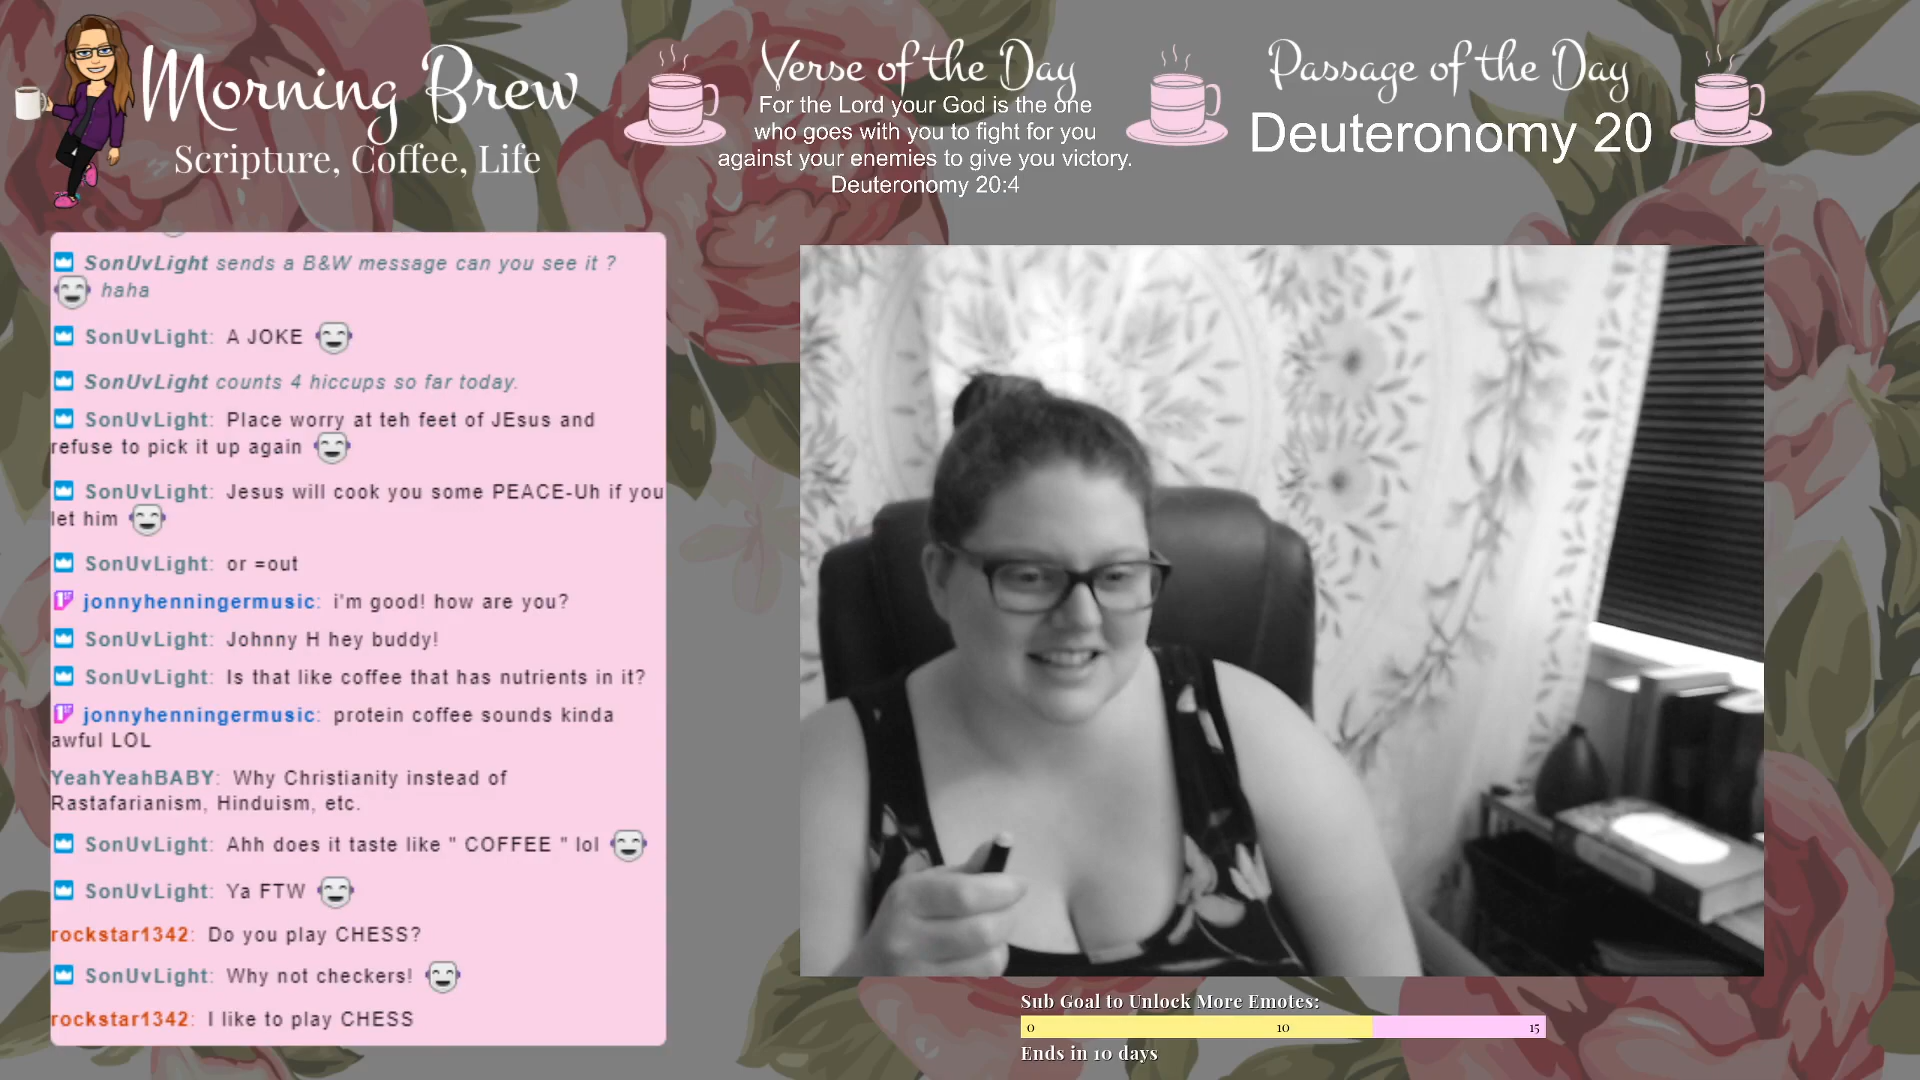 Morning Brew
Scripture, Coffee, Life
Verse of the Day
For the Lord your God is the one
who goes with you to fight for you
against your enemies to give you victory.
Deuteronomy 20:4
Passage of the Day
Deuteronomy 20
SonUvLight sends a B&W message can you see it ?
haha
SonUvLight: A JOKE
SonUvLight counts 4 hiccups so far today.
SonUvLight: Place worry at teh feet of JEsus and
refuse to pick it up again
SonUvLight: Jesus will cook you some PEACE-Uh if you
let him
SonUvLight: or =out
jonnyhenningermusic: i'm good! how are you?
SonUvLight: Johnny H hey buddy!
SonUvLight: Is that like coffee that has nutrients in it?
jonnyhenningermusic: protein coffee sounds kinda
awful LOL
YeahYeahBABY: Why Christianity instead of
Rastafarianism, Hinduism, etc.
SonUvLight: Ahh does it taste like " COFFEE " lol
SonUvLight: Ya FTW
rockstar1342: Do you play CHESS?
SonUvLight: Why not checkers!
rockstar1342: I like to play CHESS
Sub Goal to Unlock More Emotes:
0 10 15
Ends in 10 days